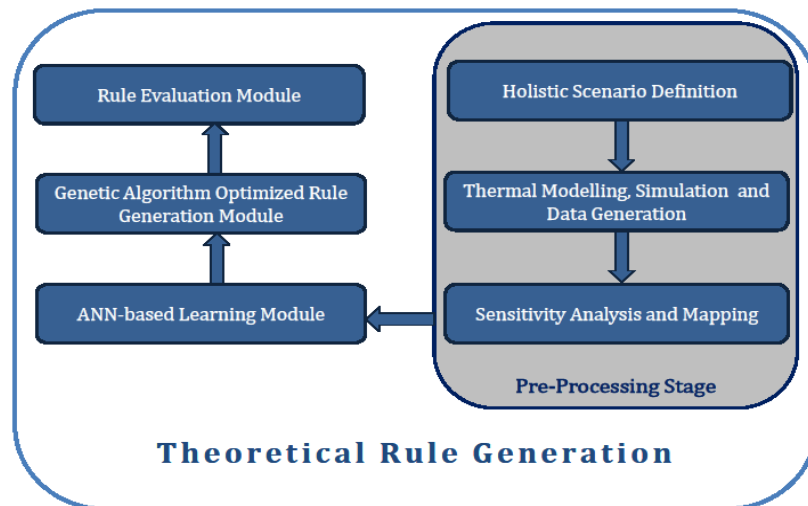 Rule Evaluation Module
Genetic Algorithm Optimized Rule
Generation Module
ANN-based Learning Module
Holistic Scenario Definition
Thermal Modelling, Simulation and
Data Generation
Sensitivity Analysis and Mapping
Pre-Processing Stage
Theoretical Rule Generation